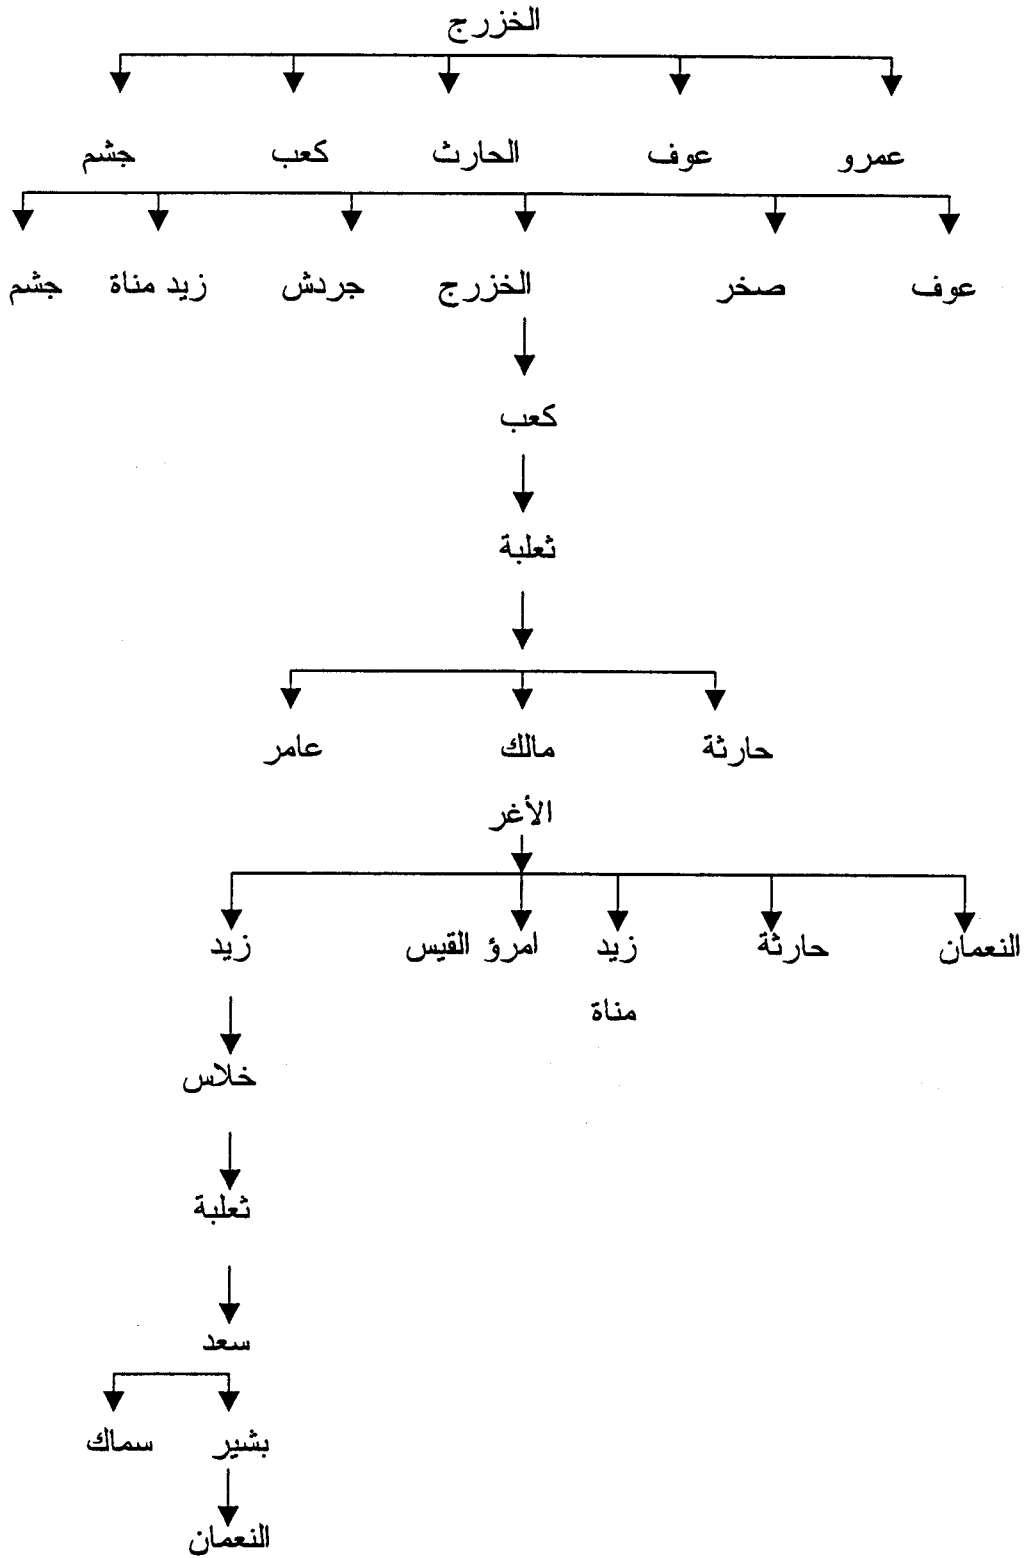 الخزرج
عمرو عوف الحارث كعب جشم
عوف صخر الخزرج جردش زيد مناة جشم
كعب
ثعلبة
حارثة مالك عامر
الأغر
النعمان حارثة زيد امرؤ القيس زيد
مناة
خلاس
ثعلبة
سعد
بشير سماك
النعمان